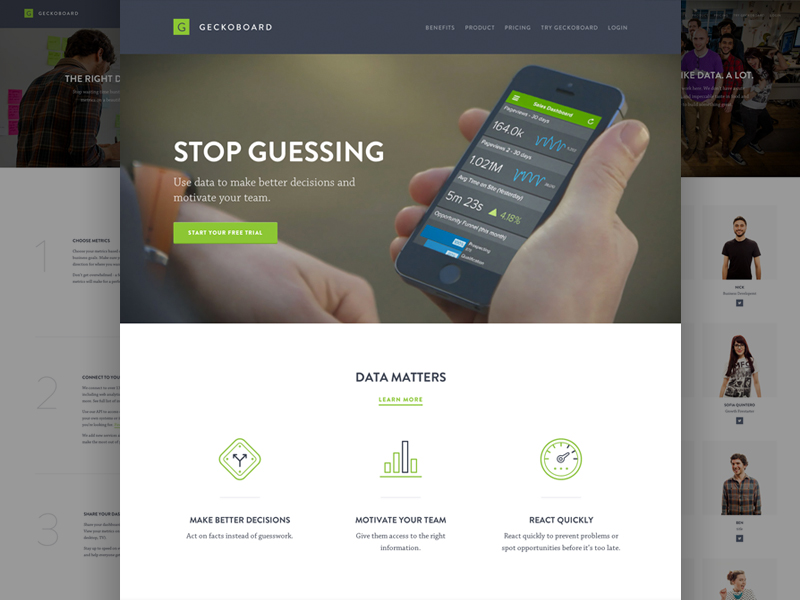 G GECKOBOARD
BENEFITS PRODUCT PRICING TRY GECKOBOARD LOGIN
STOP GUESSING
Use data to make better decisions and
motivate your team.
START YOUR FREE TRIAL
Sales Dashboard
Pageviews - 30 days
164.0k
Pageviews 2 - 30 days
1.021M
Avg Time on Site (Yesterday)
5m 23s 4.18%
Opportunity Funnel (this month)
Prospecting
Qualification
DATA MATTERS
LEARN MORE
MAKE BETTER DECISIONS
Act on facts instead of guesswork.
MOTIVATE YOUR TEAM
Give them access to the right
information.
REACT QUICKLY
React quickly to prevent problems or
spot opportunities before it's too late.
G GECKOBOARD
THE RIGHT D
1
CHOOSE METRICS
2
CONNECT TO YOU
3
SHARE YOUR DAS
IKE DATA. A LOT.
NICK
Business Development
SOFIA QUINTERO
BEN